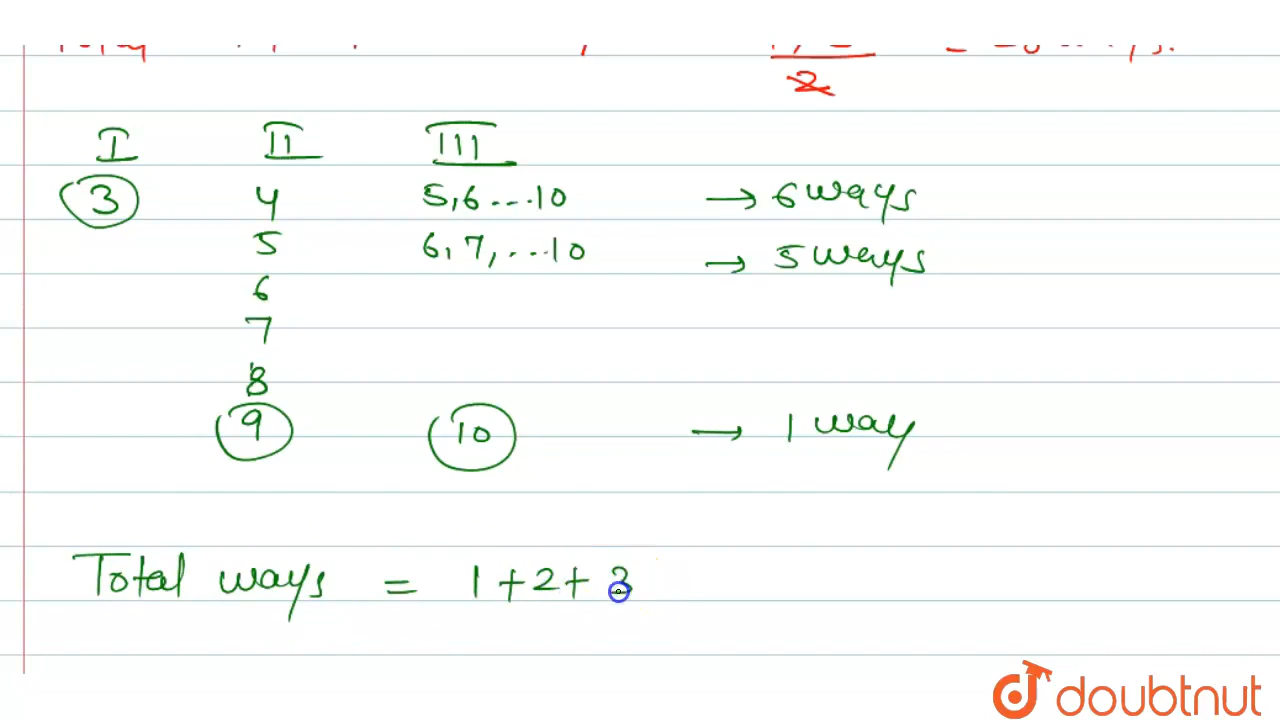 2
I II III
3 4 5,6...10 → 6 ways
5 6,7,...10 → 5 ways
6
7
8
9 10 → 1 way
Total ways = 1+2+3
doubtnut